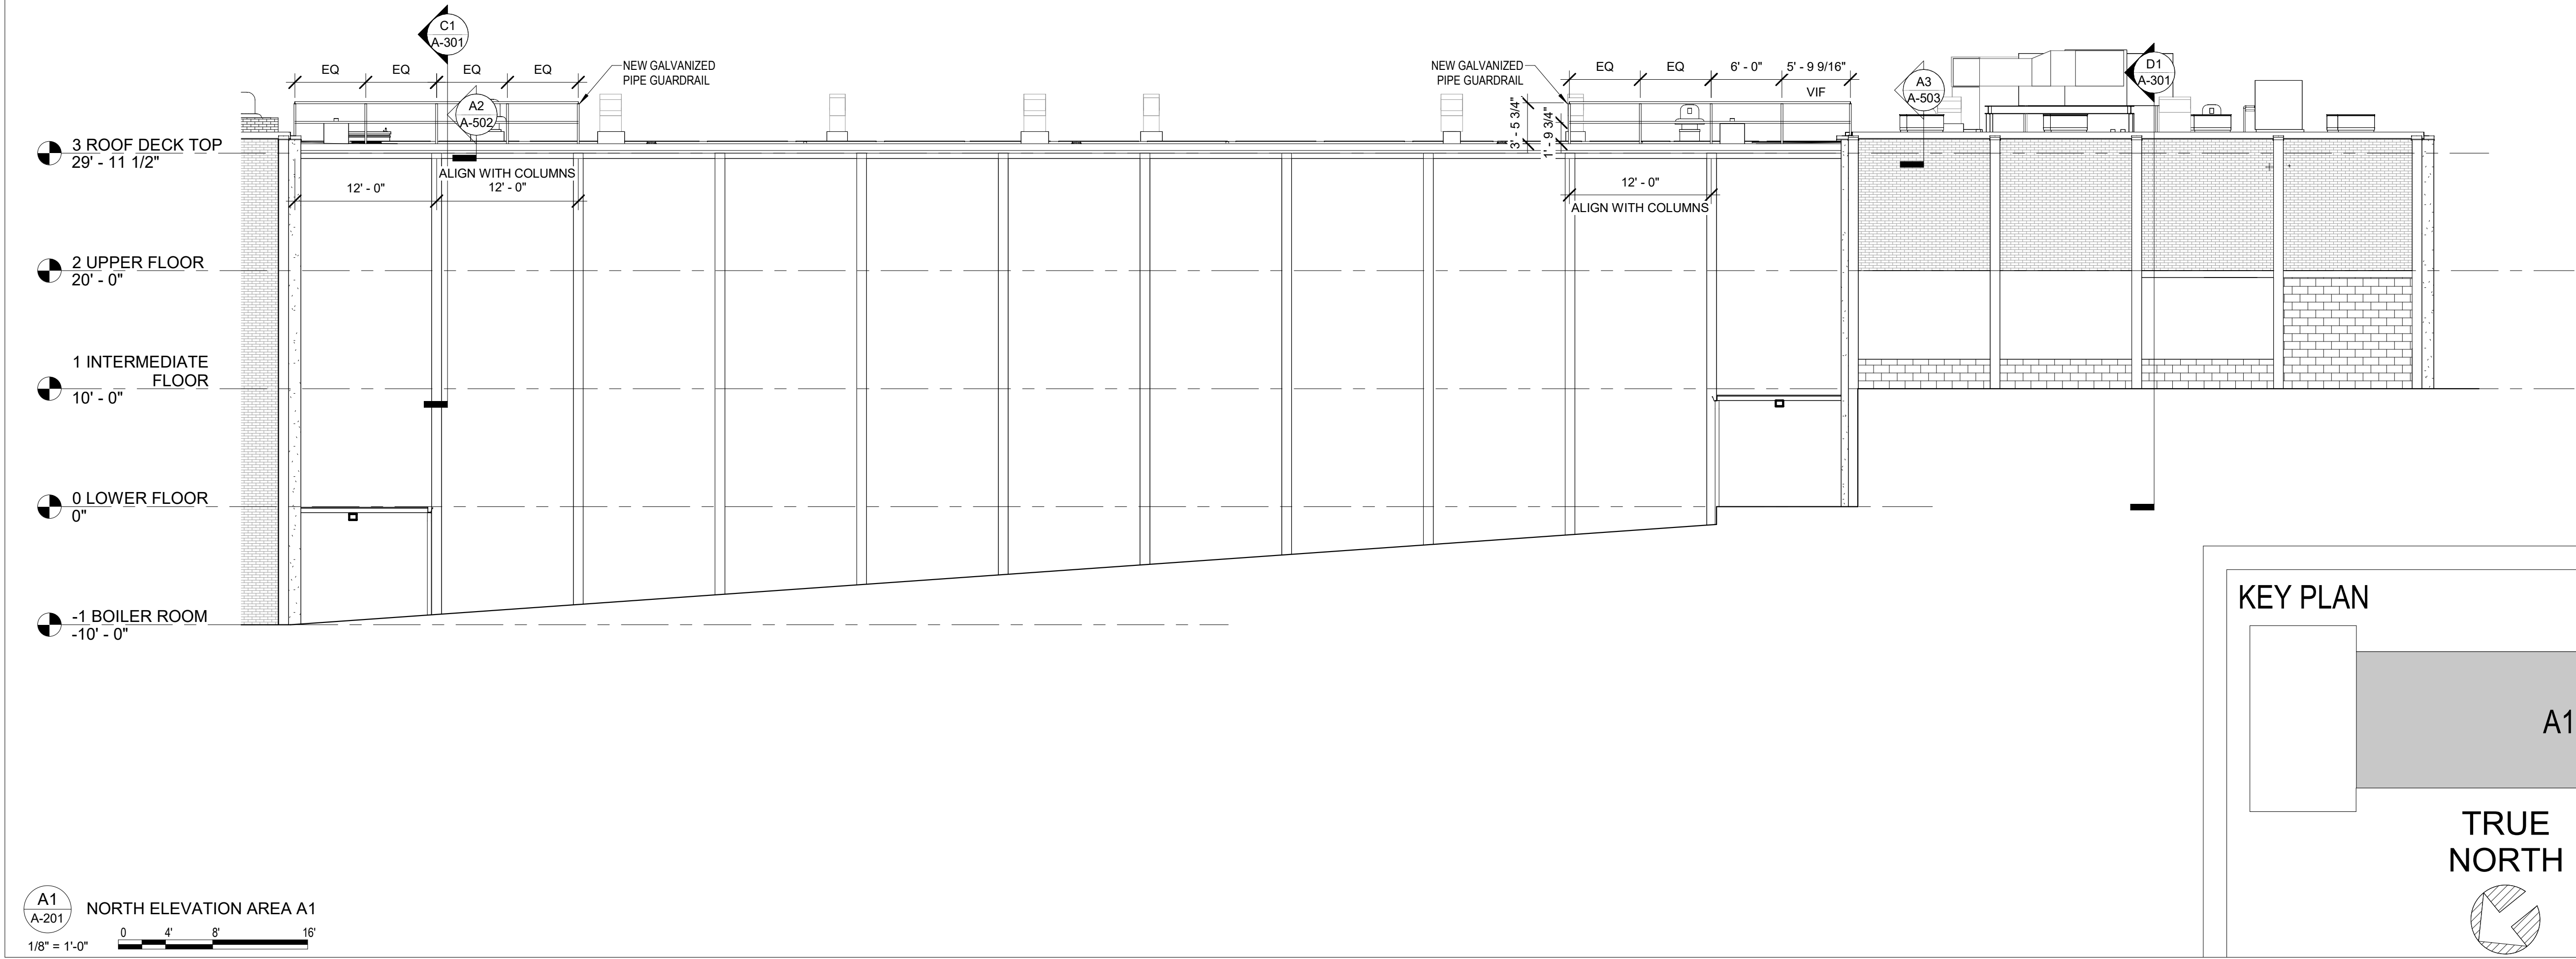 C1
A-301
EQ
EQ
EQ
EQ
NEW GALVANIZED
PIPE GUARDRAIL
A2
A-502
NEW GALVANIZED
PIPE GUARDRAIL
EQ
EQ
6' - 0"
5' - 9 9/16"
VIF
3' - 5 3/4"
1' - 9 3/4"
A3
A-503
D1
A-301
3 ROOF DECK TOP
29' - 11 1/2"
12' - 0"
ALIGN WITH COLUMNS
12' - 0"
12' - 0"
ALIGN WITH COLUMNS
2 UPPER FLOOR
20' - 0"
1 INTERMEDIATE
FLOOR
10' - 0"
0 LOWER FLOOR
0"
-1 BOILER ROOM
-10' - 0"
KEY PLAN
A1
TRUE
NORTH
A1
A-201
NORTH ELEVATION AREA A1
1/8" = 1'-0"
0 4' 8' 16'